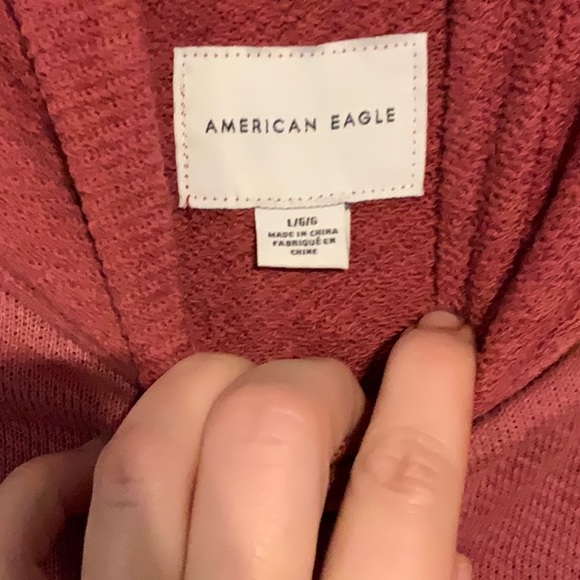 AMERICAN EAGLE
L/G/G
MADE IN CHINA
FABRIQUÉ EN
CHINE